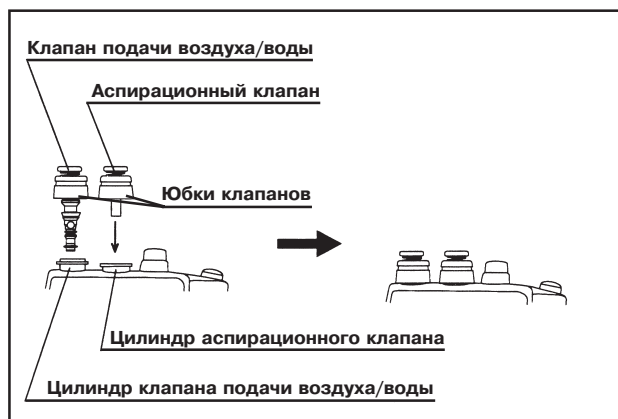 Клапан подачи воздуха/воды
Аспирационный клапан
Юбки клапанов
Цилиндр аспирационного клапана
Цилиндр клапана подачи воздуха/воды